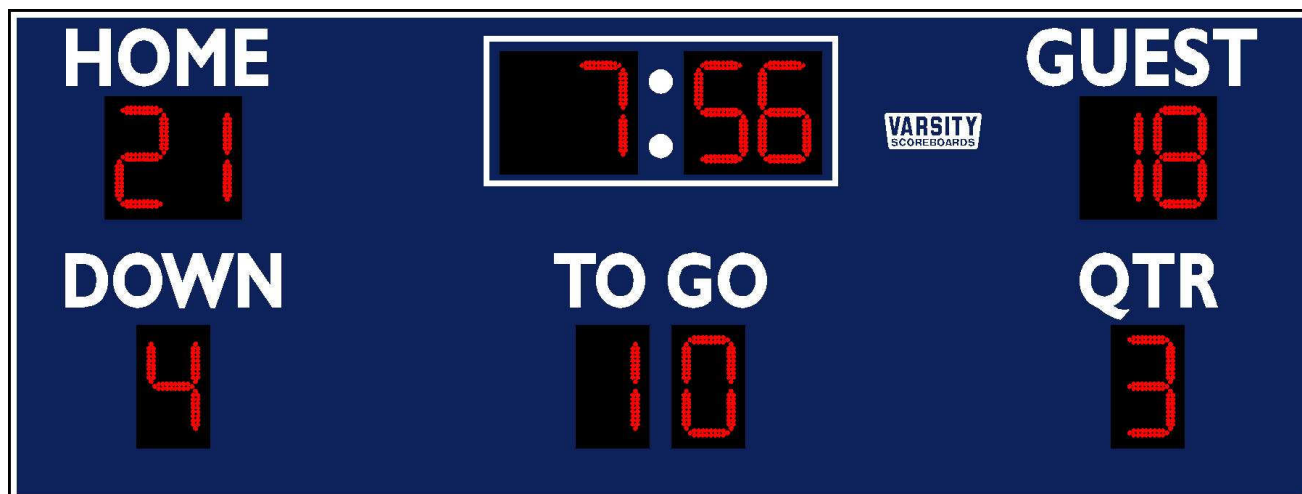 HOME
7:56
GUEST
21
VARSITY
SCOREBOARDS
18
DOWN
TO GO
QTR
4
10
3